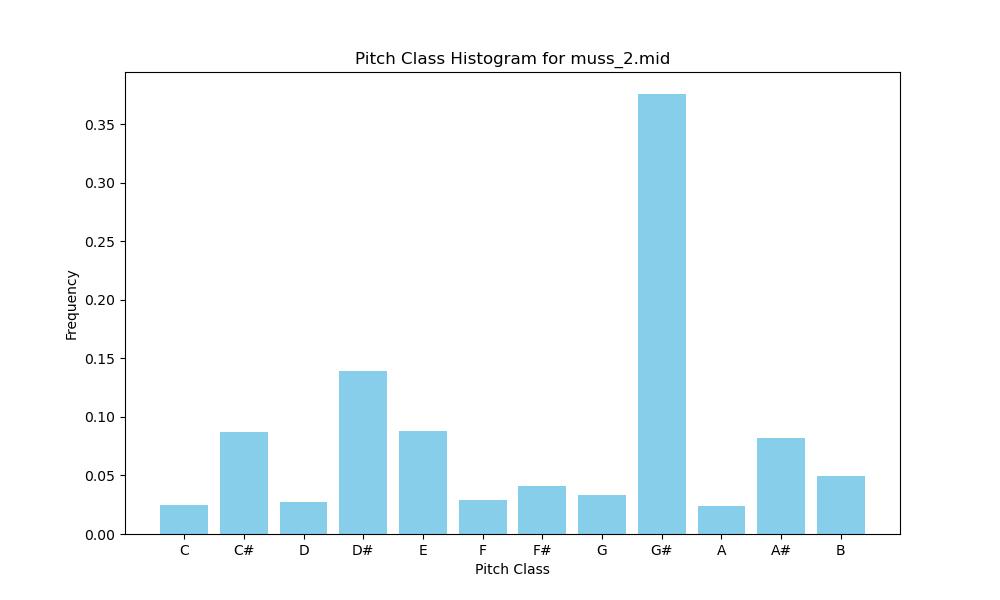 Pitch Class Histogram for muss_2.mid
Frequency
0.35
0.30
0.25
0.20
0.15
0.10
0.05
0.00
C C# D D# E F F# G G# A A# B
Pitch Class